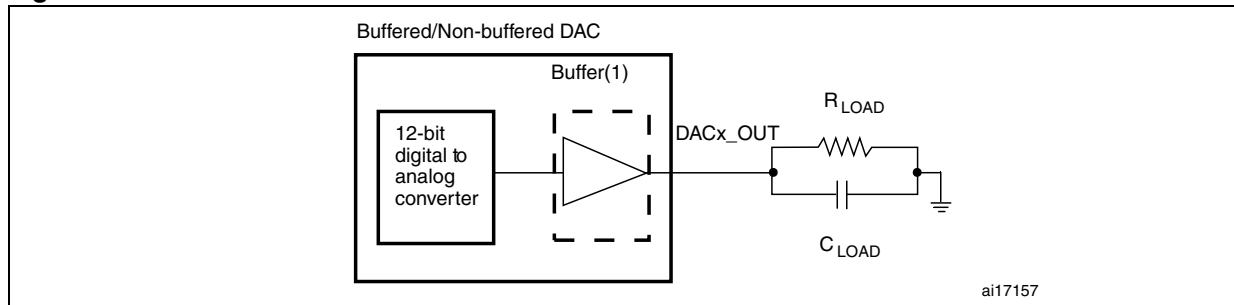 Buffered/Non-buffered DAC
Buffer(1)
12-bit
digital to
analog
converter
DACx_OUT
R LOAD
C LOAD
ai17157